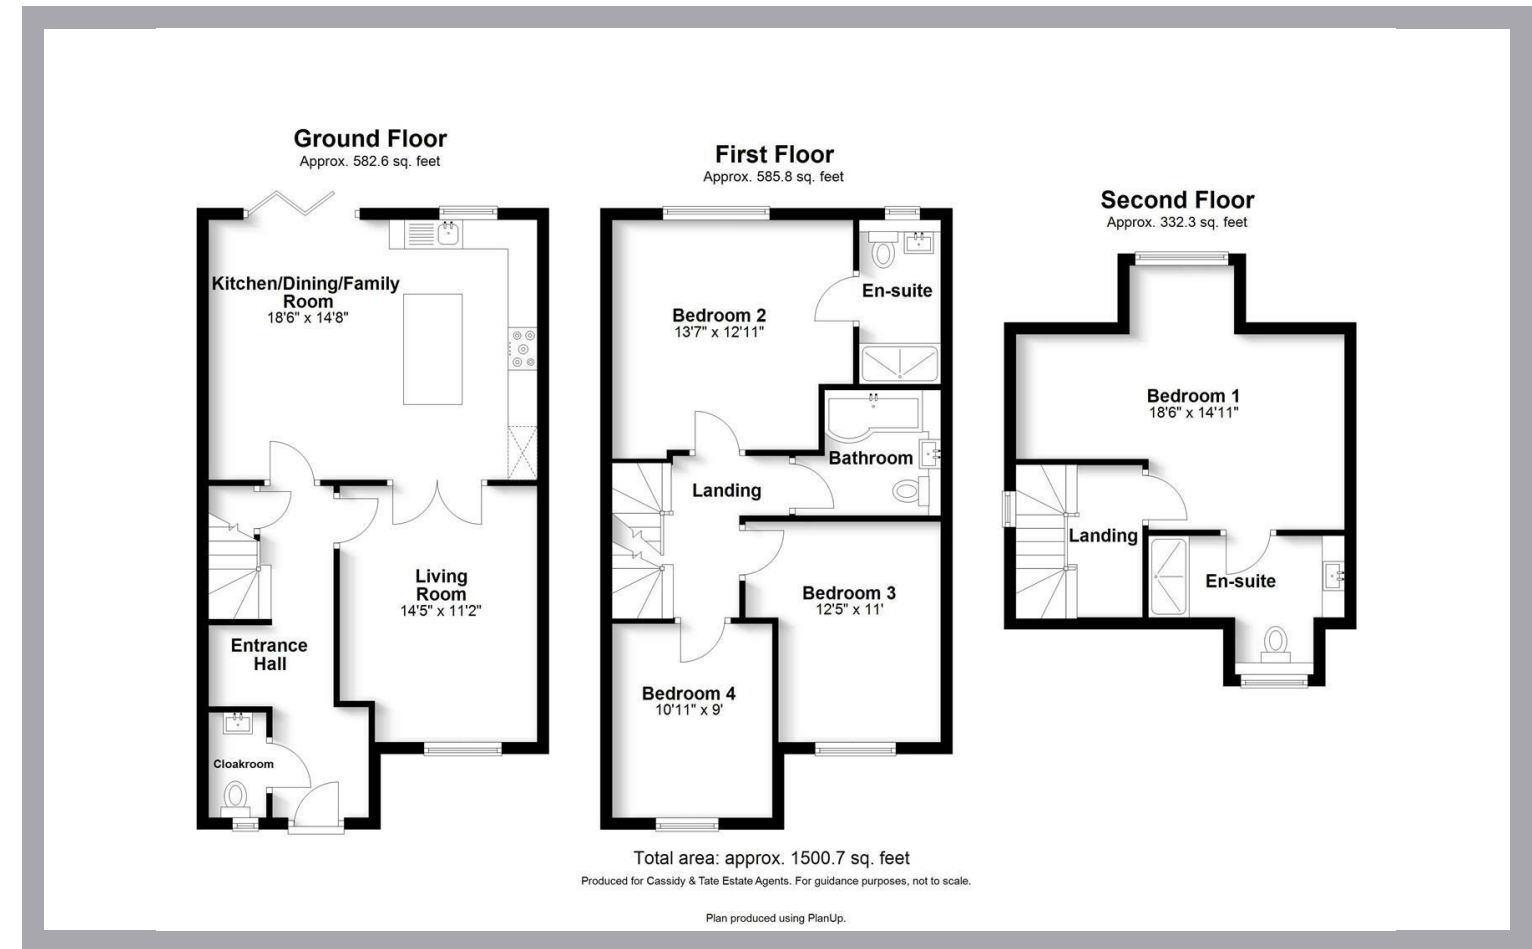 Ground Floor
Approx. 582.6 sq. feet
Kitchen/Dining/Family
Room
18'6" x 14'8"
Living
Room
14'5" x 11'2"
Entrance
Hall
Cloakroom
First Floor
Approx. 585.8 sq. feet
Bedroom 2
13'7" x 12'11"
En-suite
Bathroom
Landing
Bedroom 3
12'5" x 11'
Bedroom 4
10'11" x 9'
Second Floor
Approx. 332.3 sq. feet
Bedroom 1
18'6" x 14'11"
Landing
En-suite
Total area: approx. 1500.7 sq. feet
Produced for Cassidy & Tate Estate Agents. For guidance purposes, not to scale.
Plan produced using PlanUp.